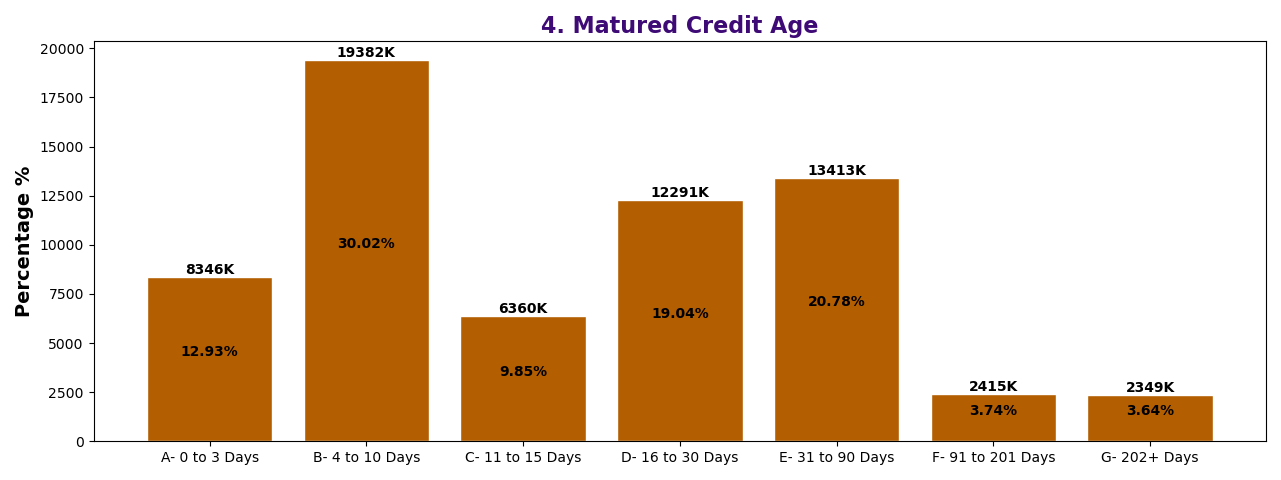 4. Matured Credit Age
Percentage %
20000
17500
15000
12500
10000
7500
5000
2500
0
8346K
19382K
6360K
12291K
13413K
2415K
2349K
12.93%
30.02%
9.85%
19.04%
20.78%
3.74%
3.64%
A- 0 to 3 Days
B- 4 to 10 Days
C- 11 to 15 Days
D- 16 to 30 Days
E- 31 to 90 Days
F- 91 to 201 Days
G- 202+ Days